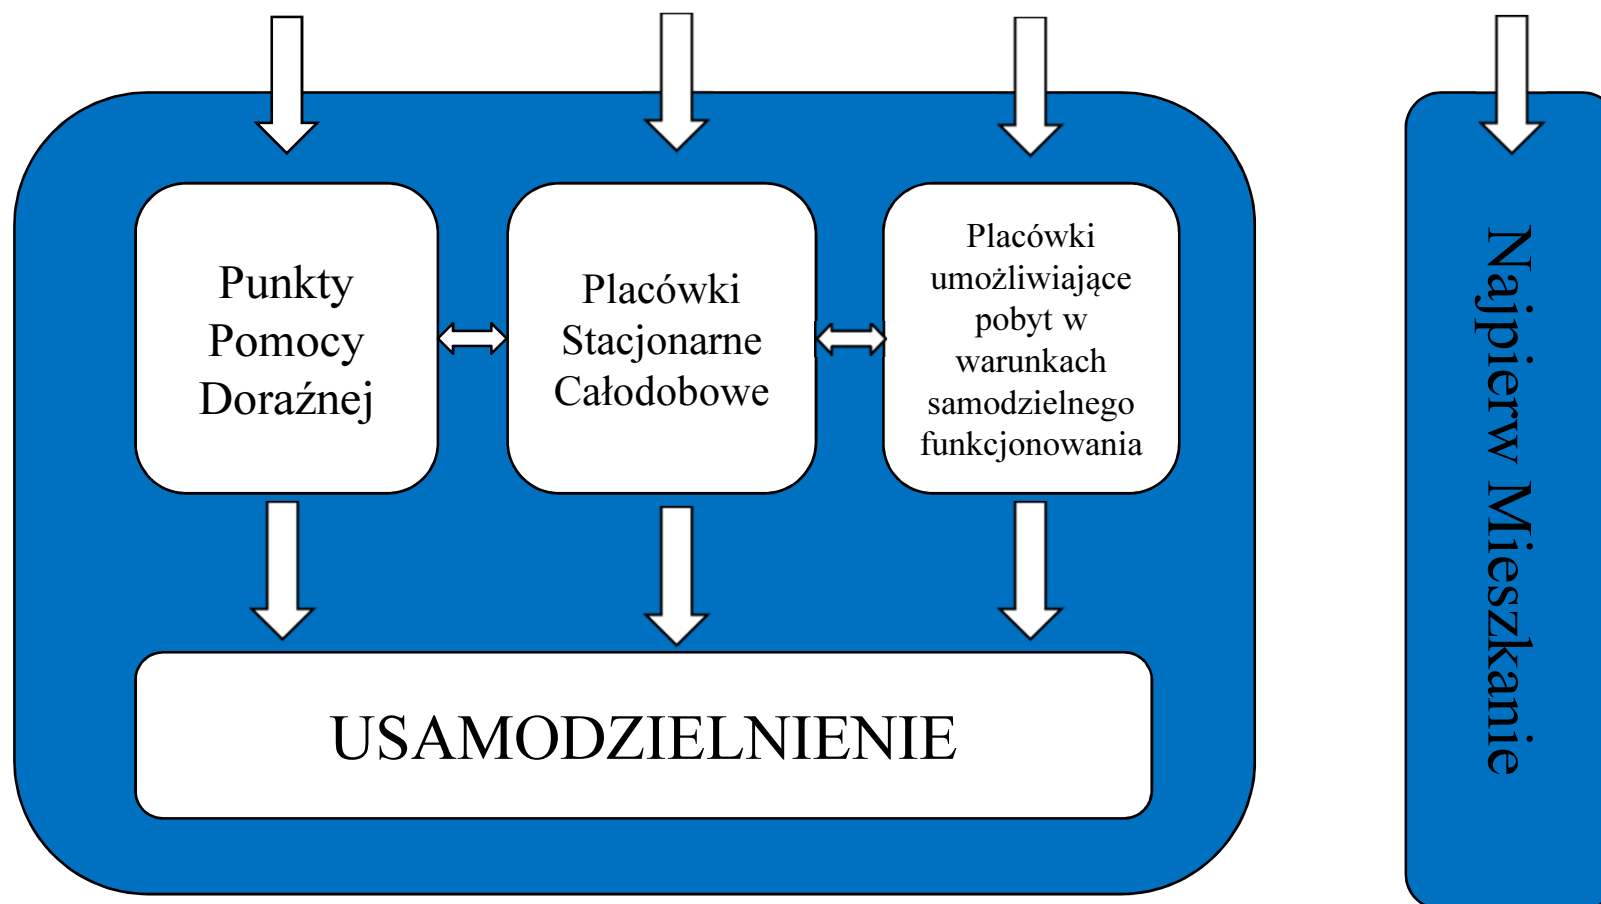 Punkty
Pomocy
Doraźnej
Placówki
Stacjonarne
Całodobowe
Placówki
umożliwiające
pobyt w
warunkach
samodzielnego
funkcjonowania
USAMODZIELNIENIE
Najpierw Mieszkanie